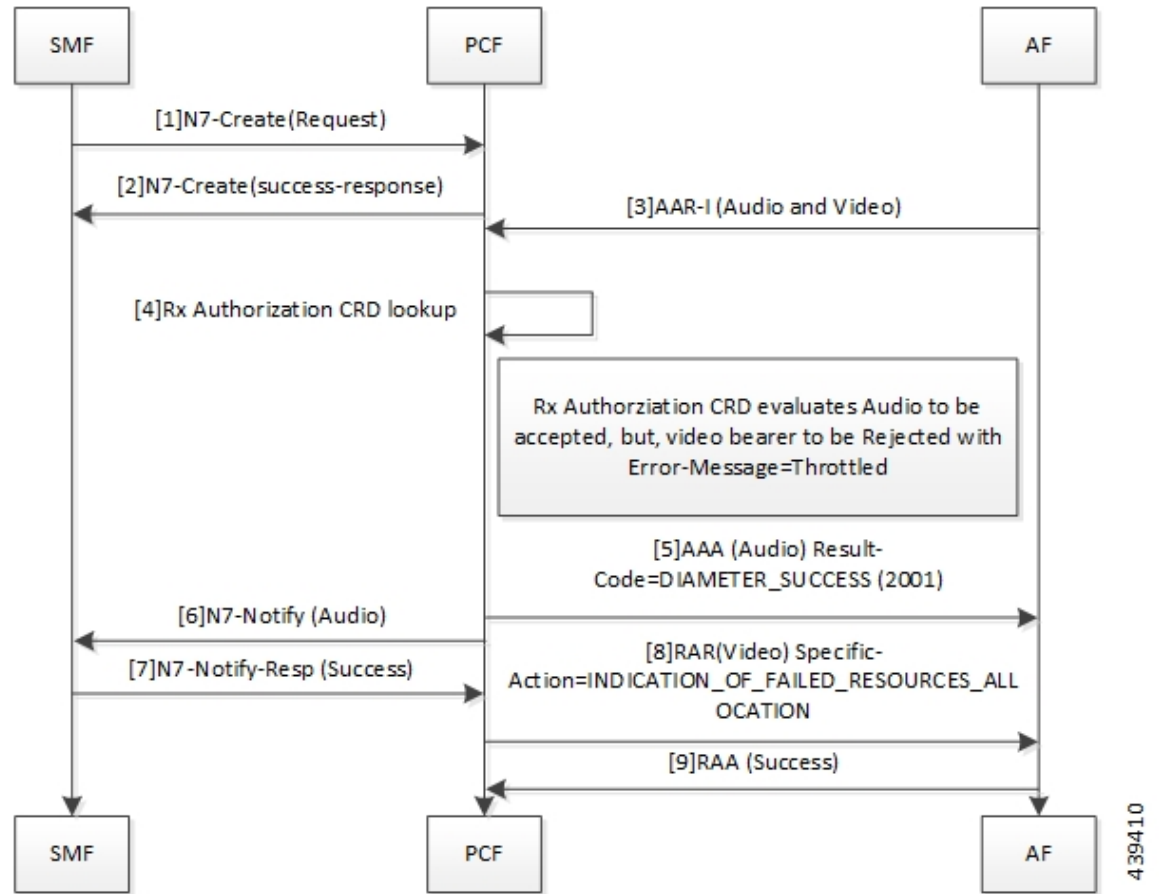 SMF
PCF
AF
[1]N7-Create(Request)
[2]N7-Create(success-response)
[3]AAR-I (Audio and Video)
[4]Rx Authorization CRD lookup
Rx Authorziation CRD evaluates Audio to be
accepted, but, video bearer to be Rejected with
Error-Message=Throttled
[5]AAA (Audio) Result-
Code=DIAMETER_SUCCESS (2001)
[6]N7-Notify (Audio)
[7]N7-Notify-Resp (Success)
[8]RAR(Video) Specific-
Action=INDICATION_OF_FAILED_RESOURCES_ALL
OCATION
[9]RAA (Success)
SMF
PCF
AF
439410